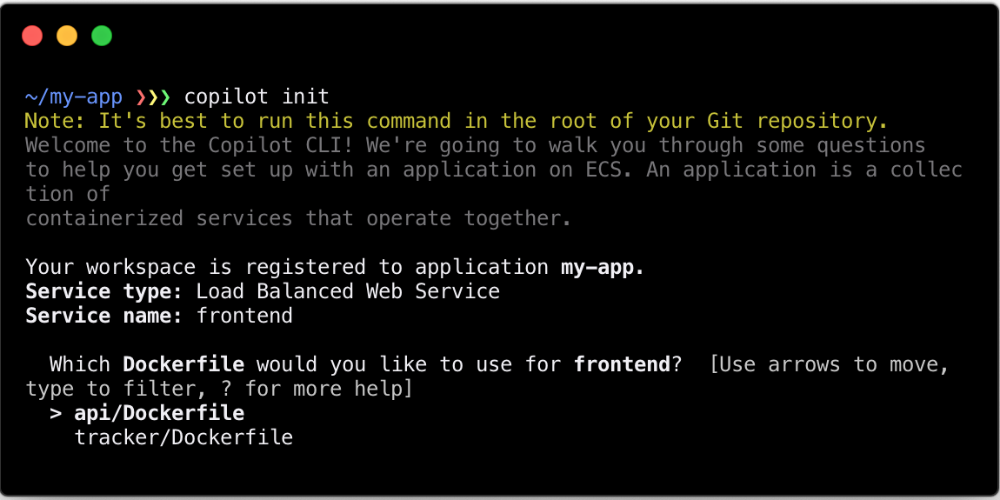 ~/my-app ❯❯❯ copilot init
Note: It's best to run this command in the root of your Git repository.
Welcome to the Copilot CLI! We're going to walk you through some questions
to help you get set up with an application on ECS. An application is a collec
tion of
containerized services that operate together.
Your workspace is registered to application my-app.
Service type: Load Balanced Web Service
Service name: frontend
Which Dockerfile would you like to use for frontend?  [Use arrows to move,
type to filter, ? for more help]
> api/Dockerfile
tracker/Dockerfile